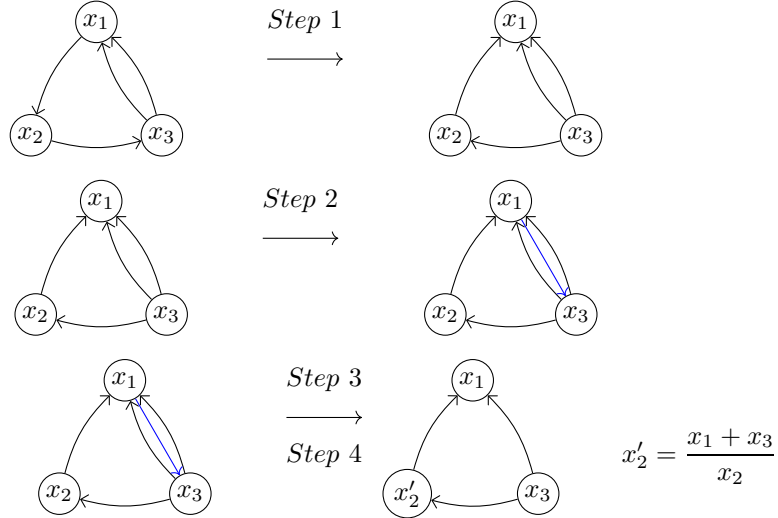 x₁ Step 1 x₁
x₂ x₃ x₂ x₃
x₁ Step 2 x₁
x₂ x₃ x₂ x₃
x₁ Step 3 x₁
Step 4 x₂′ = (x₁ + x₃)/x₂
x₂ x₃ x₂′ x₃